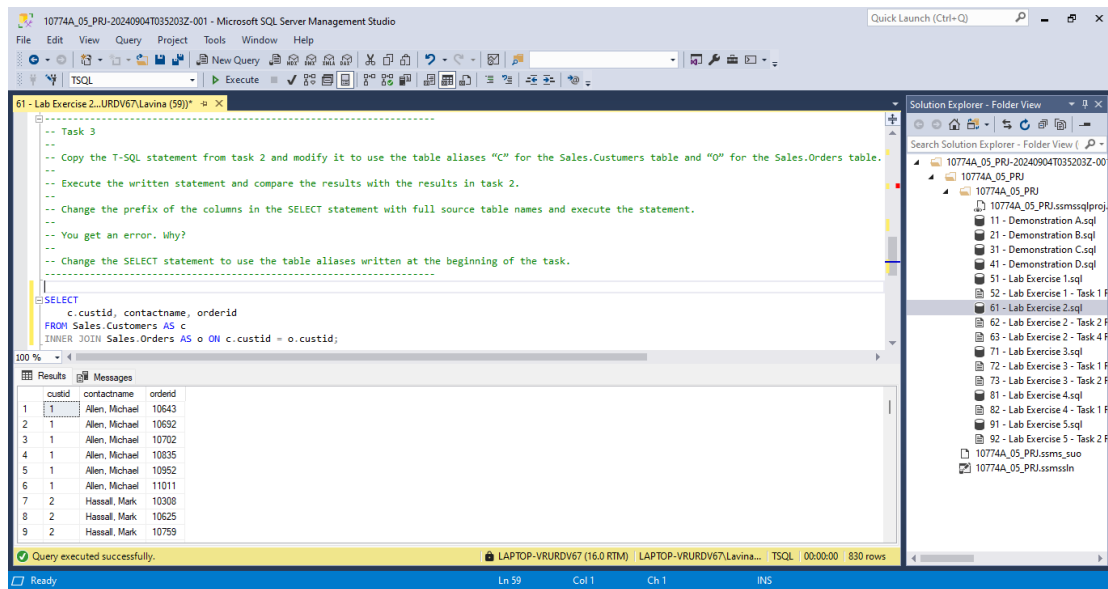 10774A_05_PRJ-20240904T035203Z-001 - Microsoft SQL Server Management Studio
Quick Launch (Ctrl+Q)
File Edit View Query Project Tools Window Help
New Query
TSQL
Execute
61 - Lab Exercise 2...URDV67\Lavina (59))*
-- Task 3
--
-- Copy the T-SQL statement from task 2 and modify it to use the table aliases “C” for the Sales.Custumers table and “O” for the Sales.Orders table.
--
-- Execute the written statement and compare the results with the results in task 2.
--
-- Change the prefix of the columns in the SELECT statement with full source table names and execute the statement.
--
-- You get an error. Why?
--
-- Change the SELECT statement to use the table aliases written at the beginning of the task.
---------------------------------------------------------------------
SELECT
c.custid, contactname, orderid
FROM Sales.Customers AS c
INNER JOIN Sales.Orders AS o ON c.custid = o.custid;
100 %
Results Messages
custid contactname orderid
1 1 Allen, Michael 10643
2 1 Allen, Michael 10692
3 1 Allen, Michael 10702
4 1 Allen, Michael 10835
5 1 Allen, Michael 10952
6 1 Allen, Michael 11011
7 2 Hassall, Mark 10308
8 2 Hassall, Mark 10625
9 2 Hassall, Mark 10759
Query executed successfully.
LAPTOP-VRURDV67 (16.0 RTM) LAPTOP-VRURDV67\Lavina... TSQL 00:00:00 830 rows
Solution Explorer - Folder View
Search Solution Explorer - Folder View (
10774A_05_PRJ-20240904T035203Z-001
10774A_05_PRJ
10774A_05_PRJ
10774A_05_PRJ.ssmssqlproj.
11 - Demonstration A.sql
21 - Demonstration B.sql
31 - Demonstration C.sql
41 - Demonstration D.sql
51 - Lab Exercise 1.sql
52 - Lab Exercise 1 - Task 1 F
61 - Lab Exercise 2.sql
62 - Lab Exercise 2 - Task 2 F
63 - Lab Exercise 2 - Task 4 F
71 - Lab Exercise 3.sql
72 - Lab Exercise 3 - Task 1 F
73 - Lab Exercise 3 - Task 2 F
81 - Lab Exercise 4.sql
82 - Lab Exercise 4 - Task 1 F
91 - Lab Exercise 5.sql
92 - Lab Exercise 5 - Task 2 F
10774A_05_PRJ.ssms_suo
10774A_05_PRJ.ssmssln
Ready
Ln 59 Col 1 Ch 1 INS